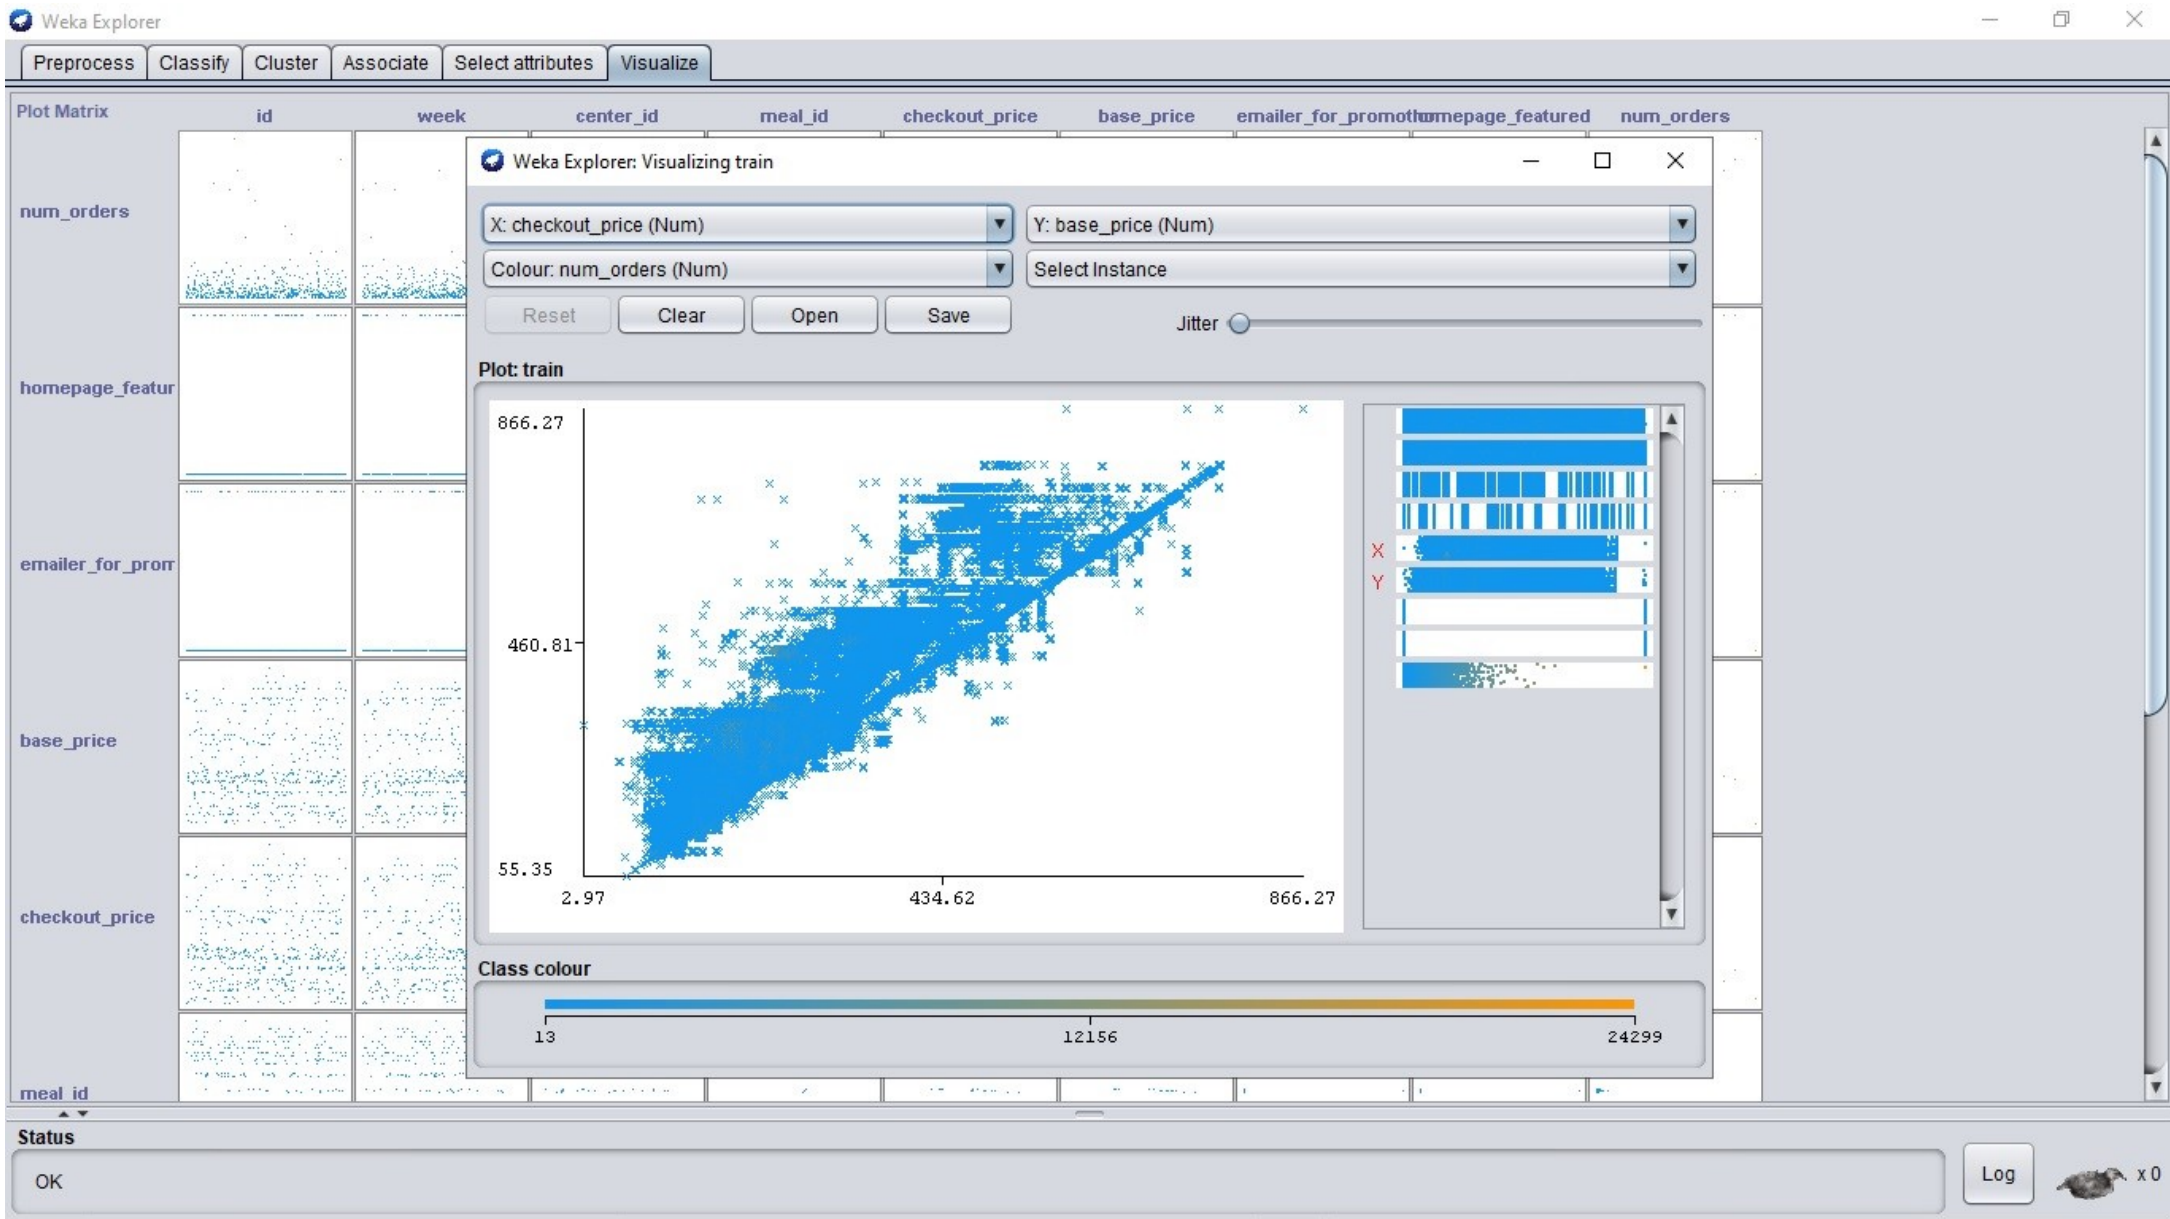 Weka Explorer
Preprocess Classify Cluster Associate Select attributes Visualize
Plot Matrix id week center_id meal_id checkout_price base_price emailer_for_promotion homepage_featured num_orders
Weka Explorer: Visualizing train
num_orders
X: checkout_price (Num) Y: base_price (Num)
Colour: num_orders (Num) Select Instance
Reset Clear Open Save Jitter
Plot: train
homepage_featur
866.27
X
emailer_for_prom
Y
460.81
base_price
55.35
2.97 434.62 866.27
checkout_price
Class colour
13 12156 24299
meal_id
Status
OK Log x 0